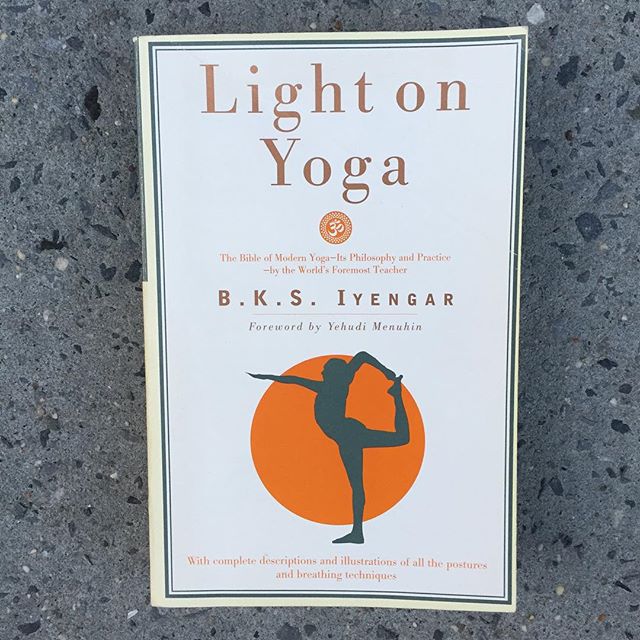 Light on
Yoga
ॐ
The Bible of Modern Yoga—Its Philosophy and Practice
—by the World's Foremost Teacher
B.K.S. IYENGAR
Foreword by Yehudi Menuhin
With complete descriptions and illustrations of all the postures
and breathing techniques